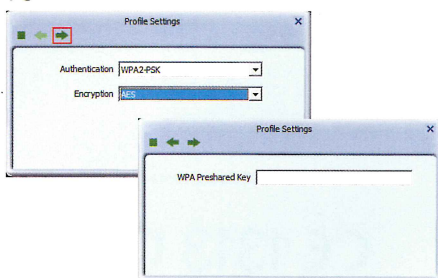 Profile Settings
Authentication WPA2-PSK
Encryption AES
Profile Settings
WPA Preshared Key